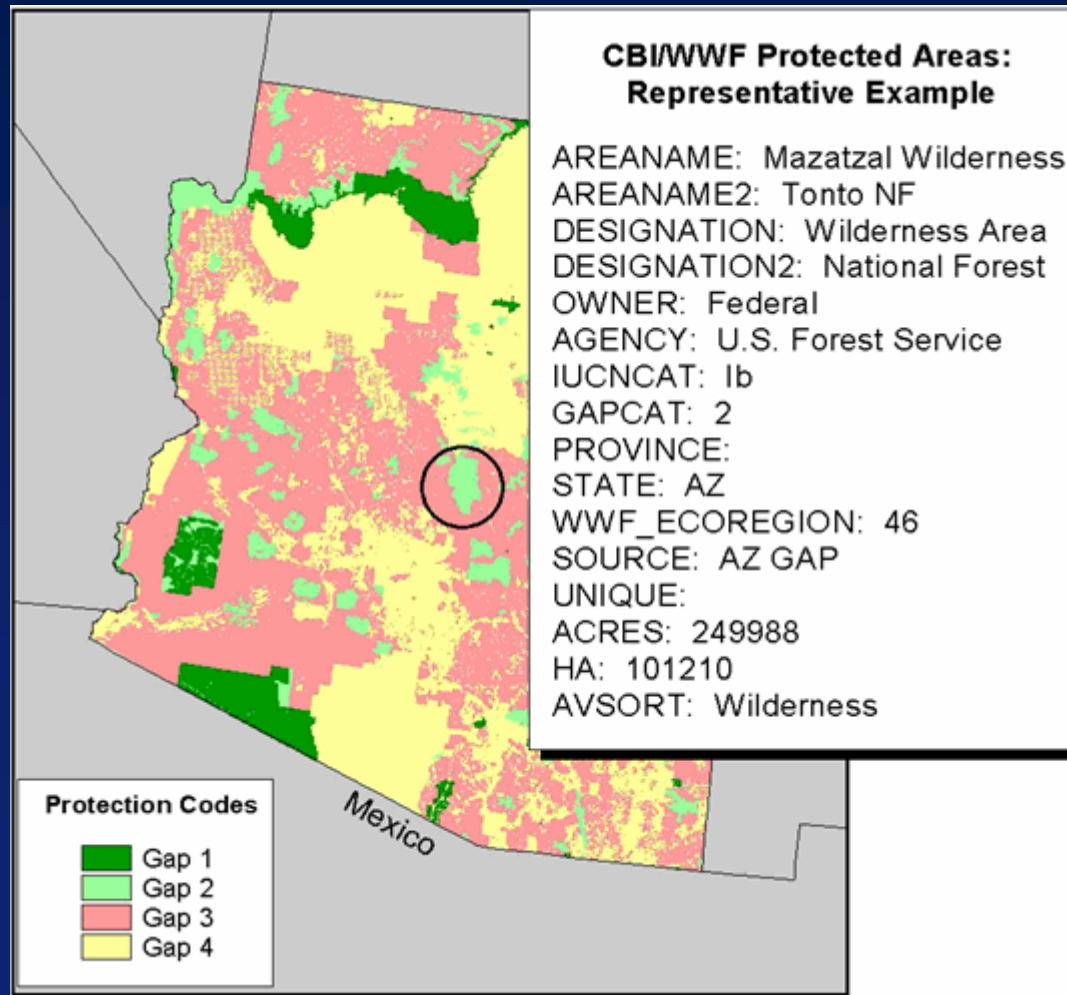 CBI/WWF Protected Areas:
Representative Example
AREANAME: Mazatzal Wilderness
AREANAME2: Tonto NF
DESIGNATION: Wilderness Area
DESIGNATION2: National Forest
OWNER: Federal
AGENCY: U.S. Forest Service
IUCNCAT: Ib
GAPCAT: 2
PROVINCE:
STATE: AZ
WWF_ECOREGION: 46
SOURCE: AZ GAP
UNIQUE:
ACRES: 249988
HA: 101210
AVSORT: Wilderness
Mexico
Protection Codes
Gap 1
Gap 2
Gap 3
Gap 4